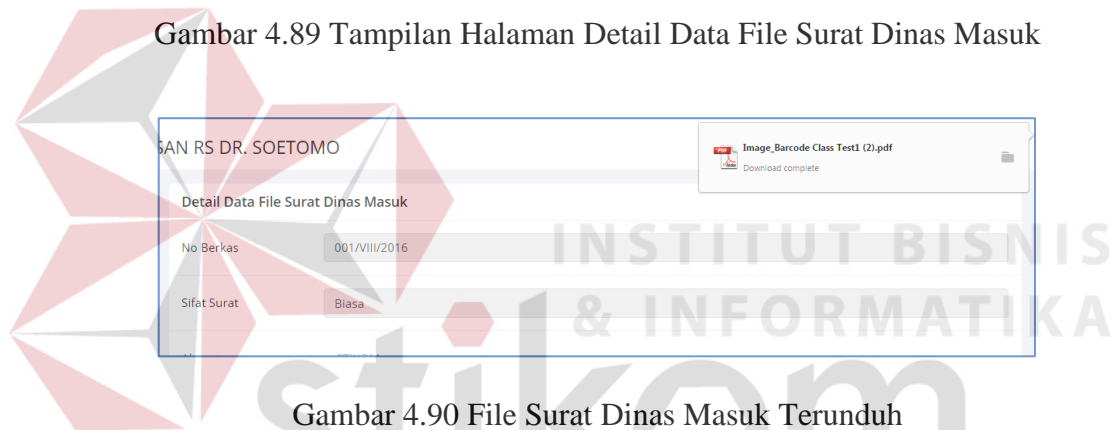 Gambar 4.89 Tampilan Halaman Detail Data File Surat Dinas Masuk
SAN RS DR. SOETOMO
PDF
Image_Barcode Class Test1 (2).pdf
Adobe
Download complete
Detail Data File Surat Dinas Masuk
No Berkas 001/VIII/2016
INSTITUT BISNIS
Sifat Surat Biasa
& INFORMATIKA
stikom
Gambar 4.90 File Surat Dinas Masuk Terunduh